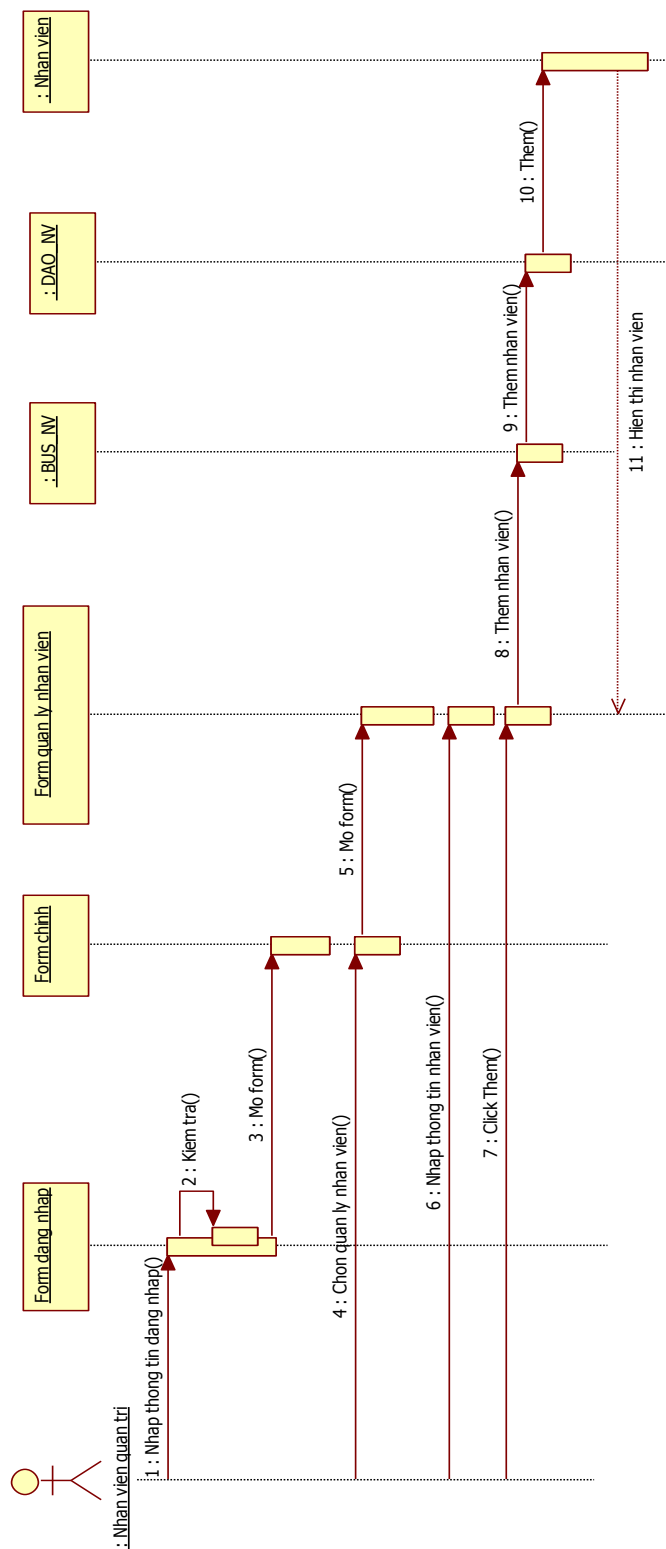 : Nhan vien quan tri
Form dang nhap
Form chinh
Form quan ly nhan vien
: BUS_NV
: DAO_NV
: Nhan vien
1 : Nhap thong tin dang nhap()
2 : Kiem tra()
3 : Mo form()
4 : Chon quan ly nhan vien()
5 : Mo form()
6 : Nhap thong tin nhan vien()
7 : Click Them()
8 : Them nhan vien()
9 : Them nhan vien()
10 : Them()
11 : Hien thi nhan vien